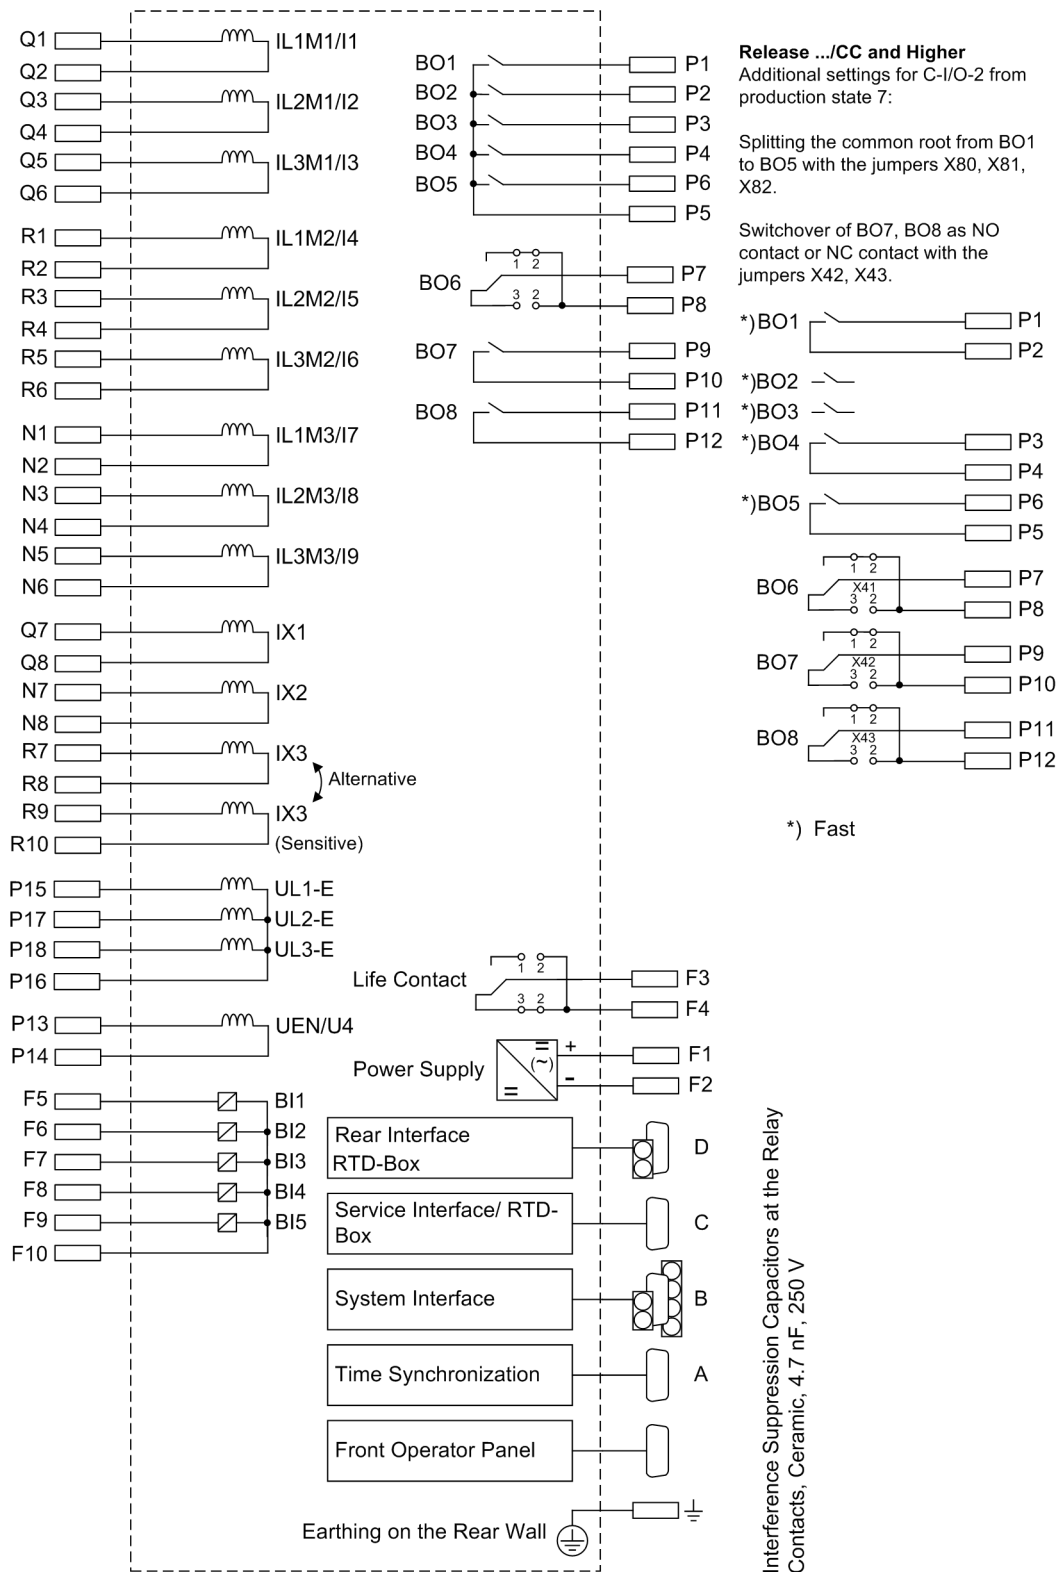 Q1 IL1M1/I1
Q2
Q3 IL2M1/I2
Q4
Q5 IL3M1/I3
Q6
R1 IL1M2/I4
R2
R3 IL2M2/I5
R4
R5 IL3M2/I6
R6
N1 IL1M3/I7
N2
N3 IL2M3/I8
N4
N5 IL3M3/I9
N6
Q7 IX1
Q8
N7 IX2
N8
R7 IX3
R8 Alternative
R9 IX3
R10 (Sensitive)
P15 UL1-E
P17 UL2-E
P18 UL3-E
P16
P13 UEN/U4
P14
F5 BI1
F6 BI2
F7 BI3
F8 BI4
F9 BI5
F10
BO1 P1
BO2 P2
BO3 P3
BO4 P4
BO5 P6
P5
1 2
BO6 P7
3 2 P8
BO7 P9
P10
BO8 P11
P12
1 2
Life Contact F3
3 2 F4
Power Supply = (~) = + F1
- F2
Rear Interface
RTD-Box
D
Service Interface/ RTD-
Box
C
System Interface B
Time Synchronization A
Front Operator Panel
Earthing on the Rear Wall
Release .../CC and Higher
Additional settings for C-I/O-2 from
production state 7:
Splitting the common root from BO1
to BO5 with the jumpers X80, X81,
X82.
Switchover of BO7, BO8 as NO
contact or NC contact with the
jumpers X42, X43.
*)BO1 P1
P2
*)BO2
*)BO3
*)BO4 P3
P4
*)BO5 P6
P5
1 2
BO6 X41 P7
3 2 P8
1 2
BO7 X42 P9
3 2 P10
1 2
BO8 X43 P11
3 2 P12
*) Fast
Interference Suppression Capacitors at the Relay
Contacts, Ceramic, 4.7 nF, 250 V